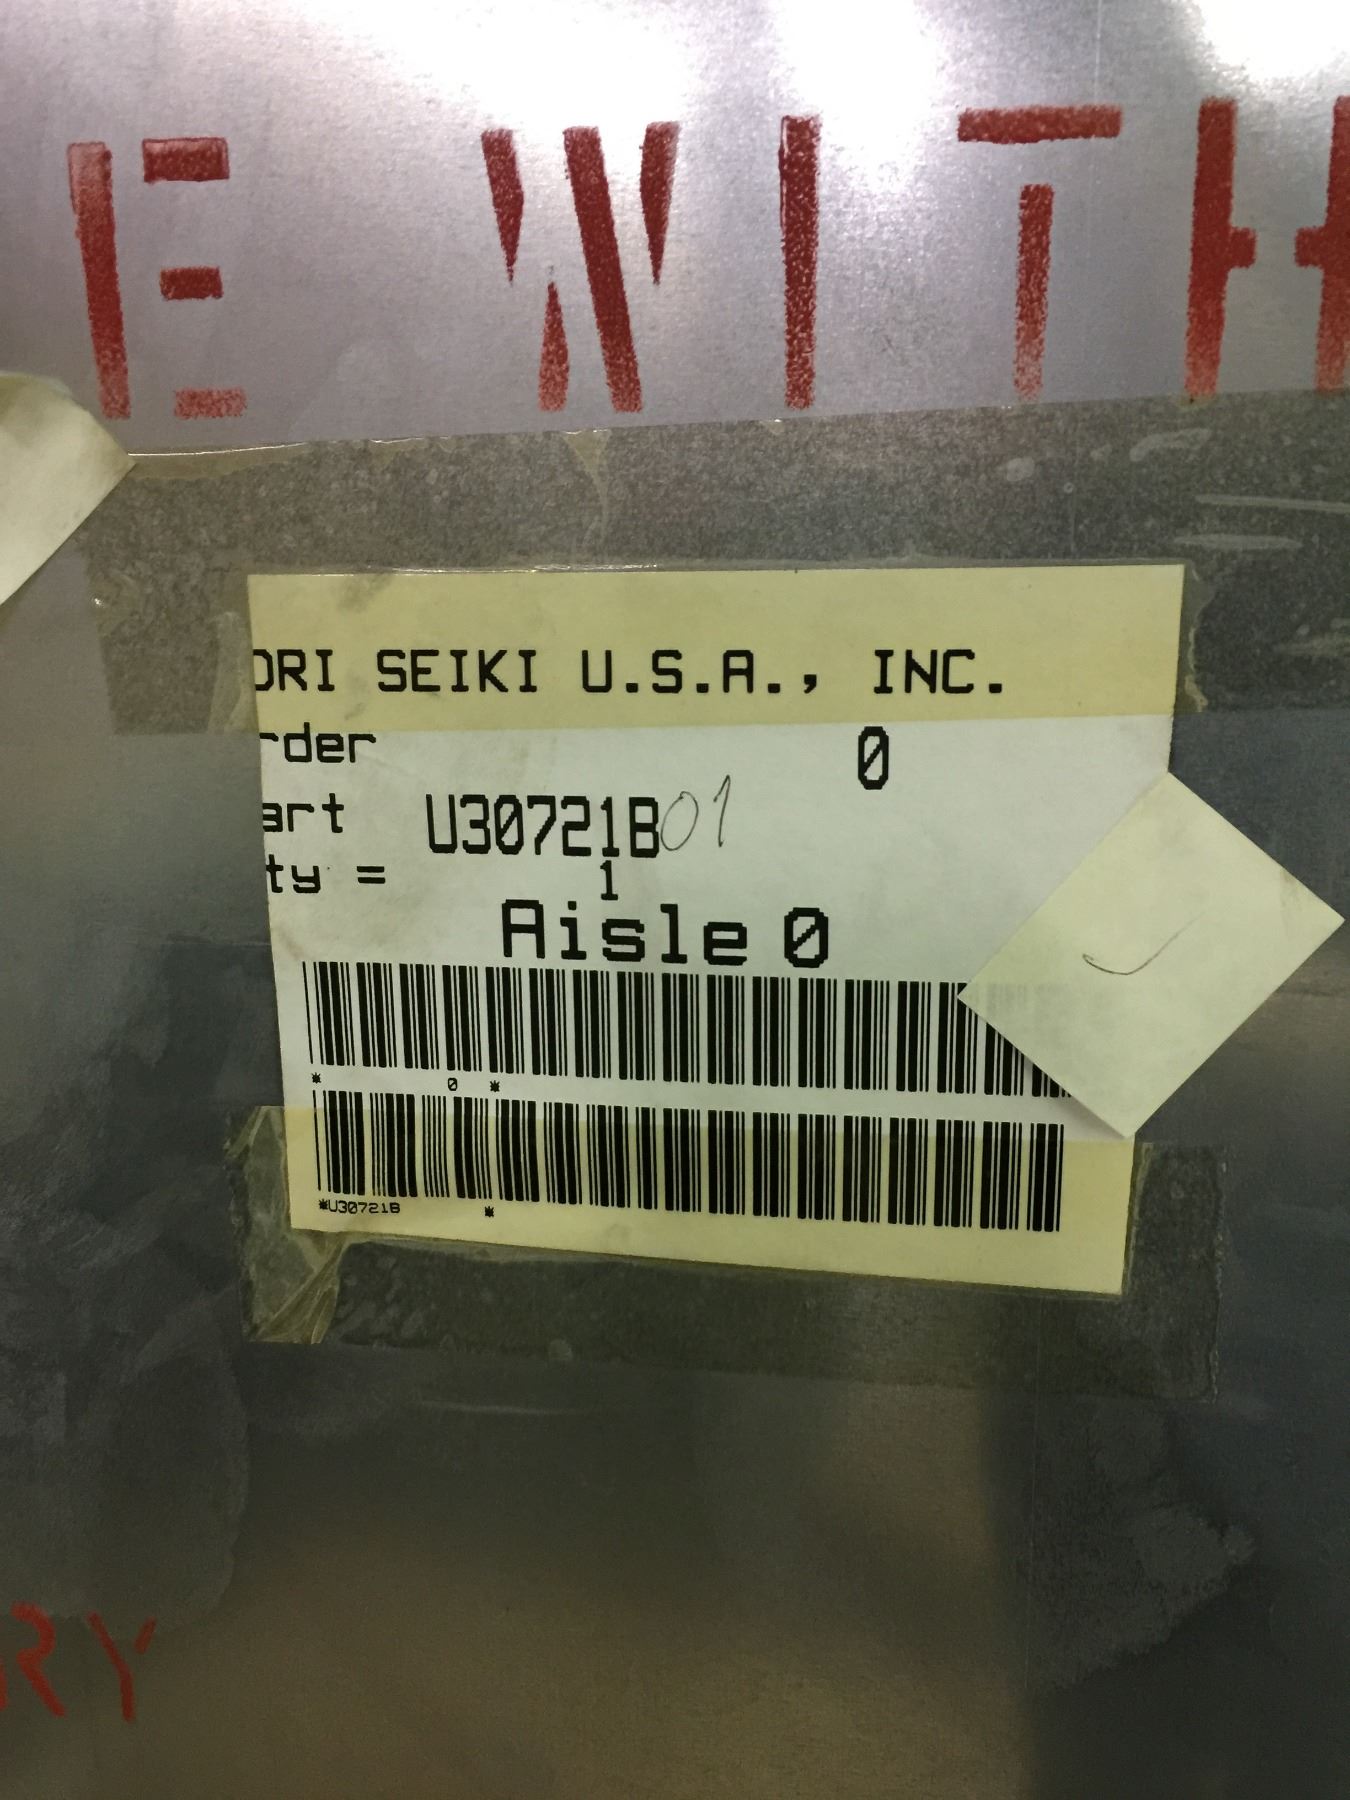 E WITH
ORI SEIKI U.S.A., INC.
rder 0
art U30721B01
ty = 1
Aisle 0
* 0 *
*U30721B *
RY